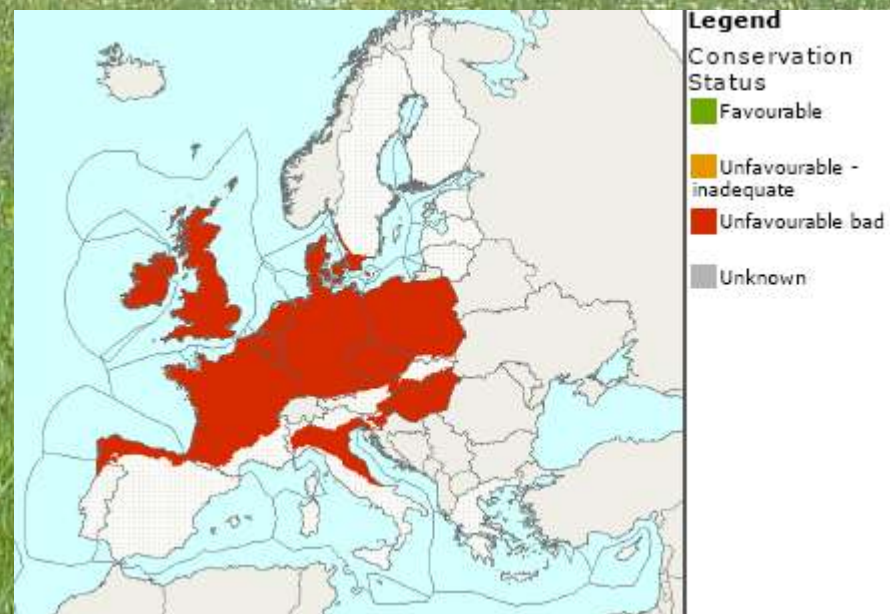 Legend
Conservation
Status
Favourable
Unfavourable -
inadequate
Unfavourable bad
Unknown